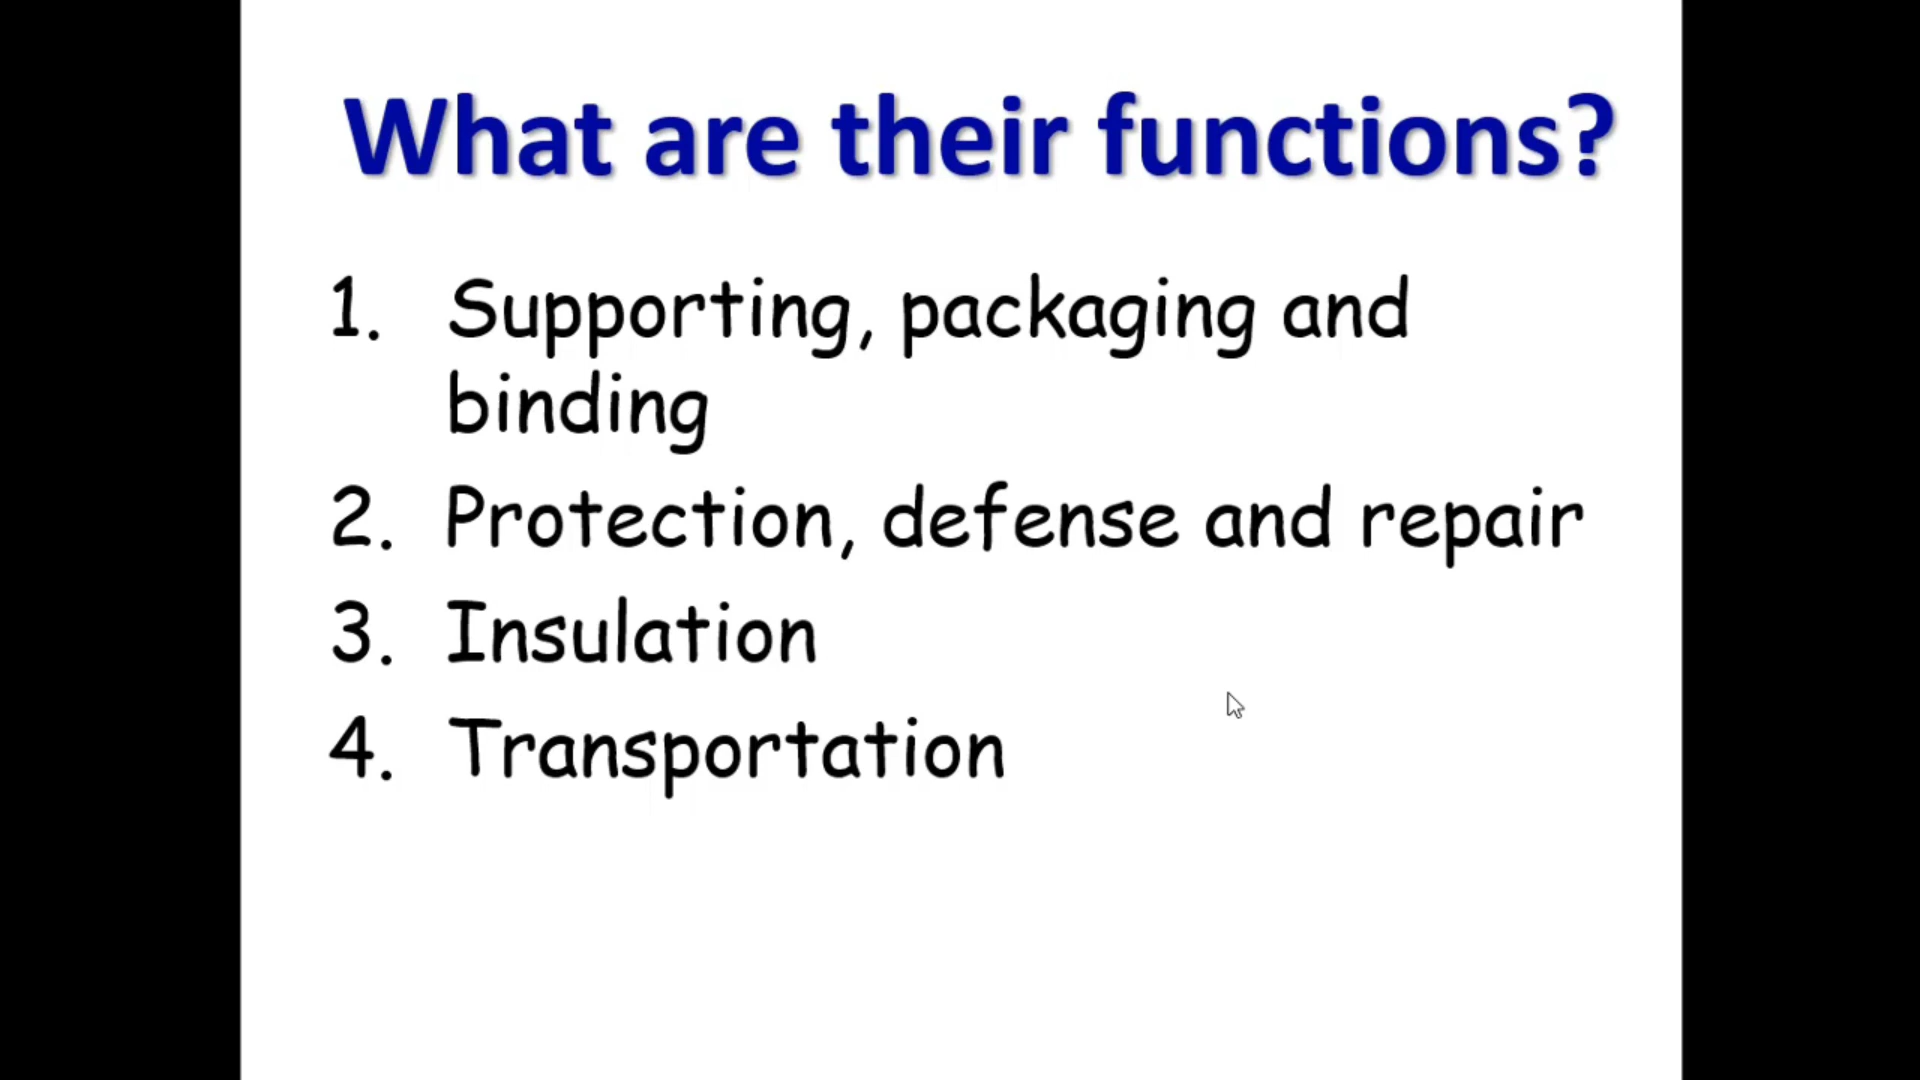 What are their functions?
1. Supporting, packaging and
binding
2. Protection, defense and repair
3. Insulation
4. Transportation